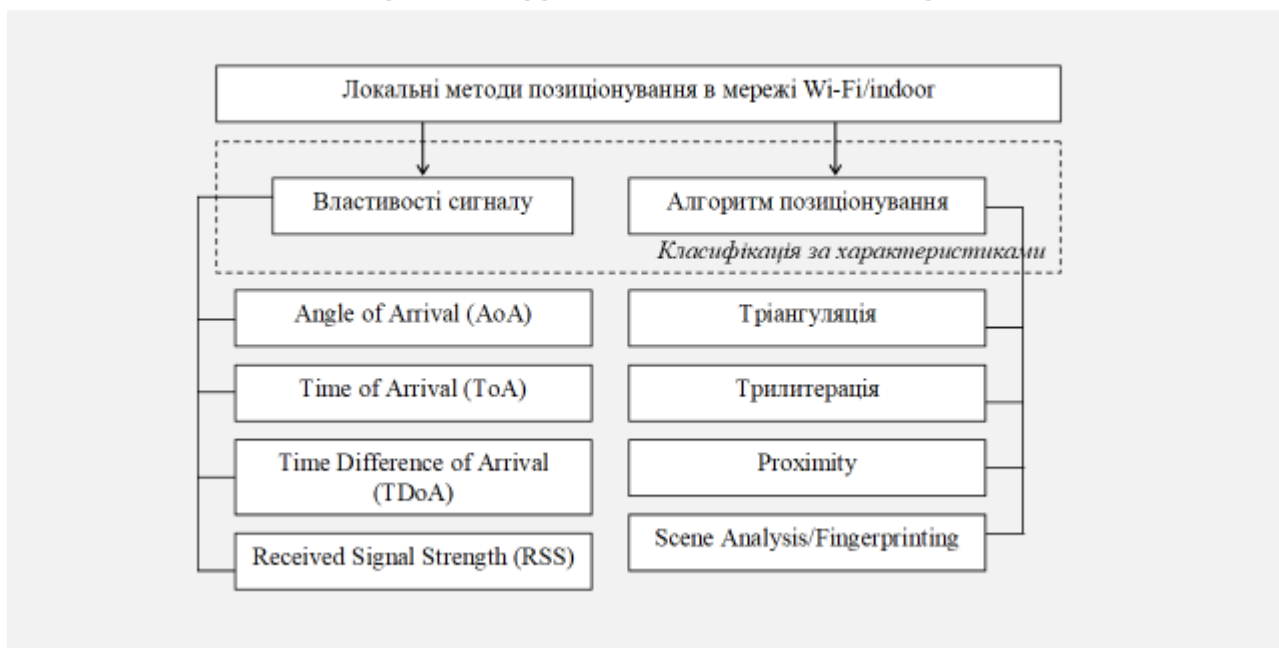 Локальні методи позиціонування в мережі Wi-Fi/indoor
Властивості сигналу
Алгоритм позиціонування
Класифікація за характеристиками
Angle of Arrival (AoA)
Time of Arrival (ToA)
Time Difference of Arrival
(TDoA)
Received Signal Strength (RSS)
Тріангуляція
Трилитерація
Proximity
Scene Analysis/Fingerprinting